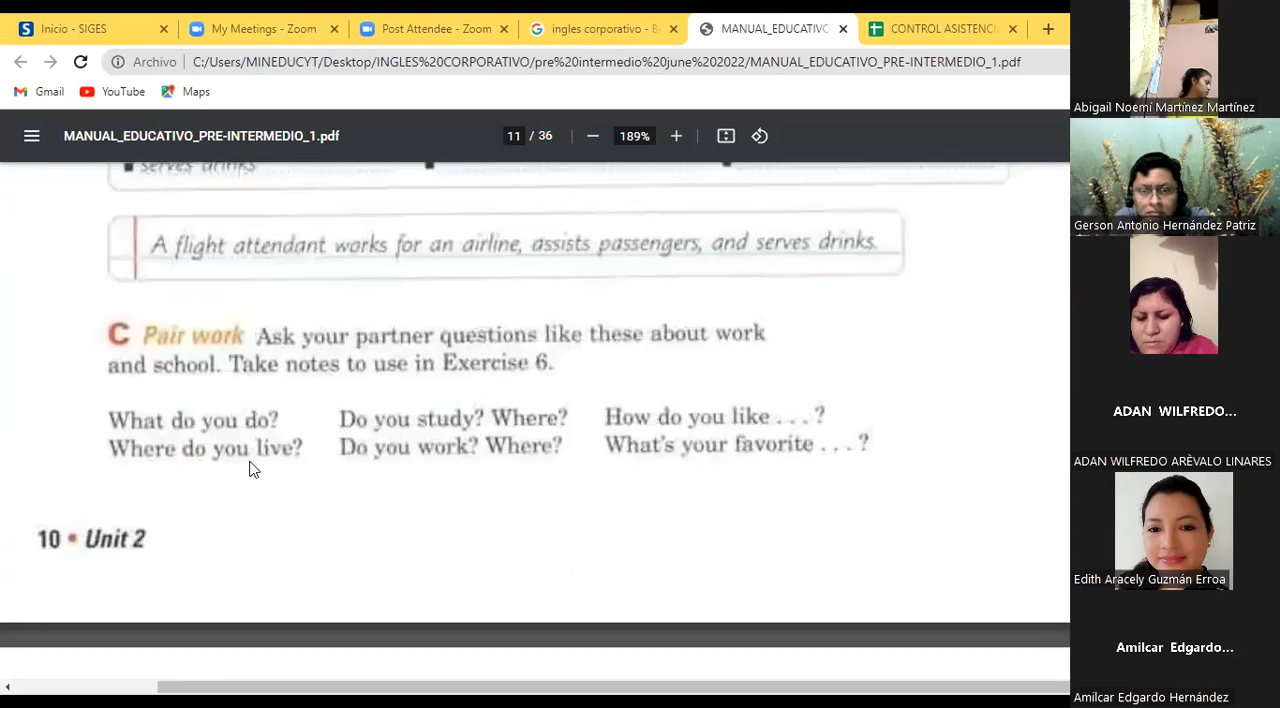 Inicio - SIGES
My Meetings - Zoom
Post Attendee - Zoom
ingles corporativo - B
MANUAL_EDUCATIVO
CONTROL ASISTENCI
Archivo
C:/Users/MINEDUCYT/Desktop/INGLES%20CORPORATIVO/pre%20intermedio%20june%202022/MANUAL_EDUCATIVO_PRE-INTERMEDIO_1.pdf
Gmail
YouTube
Maps
MANUAL_EDUCATIVO_PRE-INTERMEDIO_1.pdf
11 / 36
189%
serves drinks
A flight attendant works for an airline, assists passengers, and serves drinks.
C Pair work Ask your partner questions like these about work
and school. Take notes to use in Exercise 6.
What do you do? Do you study? Where? How do you like . . . ?
Where do you live? Do you work? Where? What's your favorite . . . ?
10 • Unit 2
Abigail Noemí Martínez Martínez
Gerson Antonio Hernández Patriz
ADAN WILFREDO...
ADAN WILFREDO ARÈVALO LINARES
Edith Aracely Guzmán Erroa
Amilcar Edgardo...
Amilcar Edgardo Hernández